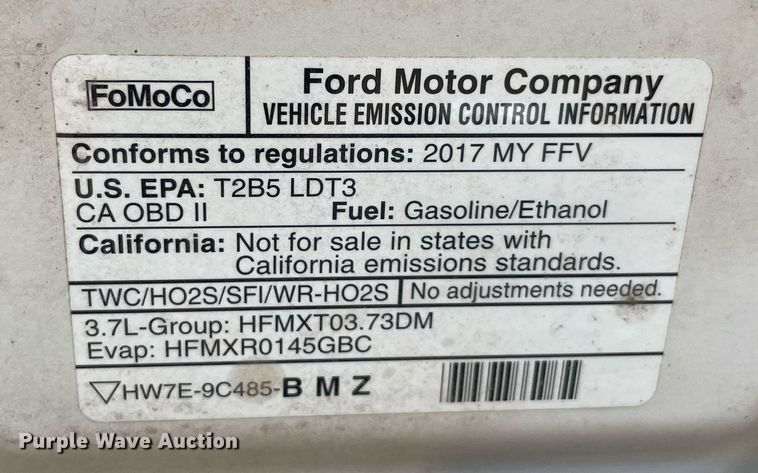 FoMoCo
Ford Motor Company
VEHICLE EMISSION CONTROL INFORMATION
Conforms to regulations: 2017 MY FFV
U.S. EPA: T2B5 LDT3
CA OBD II Fuel: Gasoline/Ethanol
California: Not for sale in states with
California emissions standards.
TWC/HO2S/SFI/WR-HO2S No adjustments needed.
3.7L-Group: HFMXT03.73DM
Evap: HFMXR0145GBC
HW7E-9C485-B M Z
Purple Wave Auction